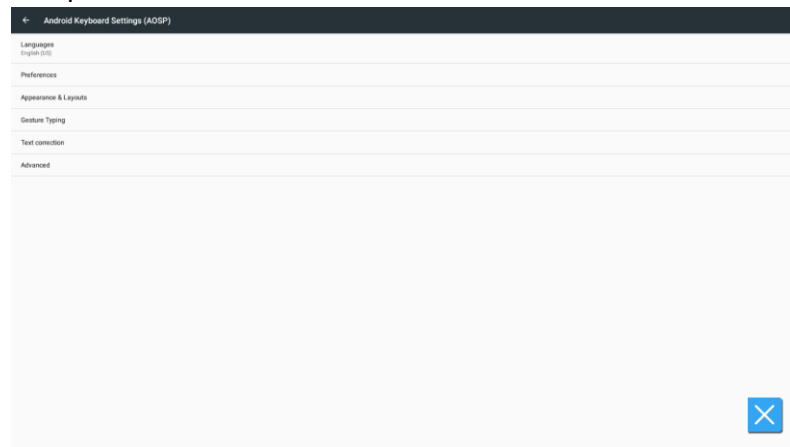 Android Keyboard Settings (AOSP)
Languages
English (US)
Preferences
Appearance & Layouts
Gesture Typing
Text correction
Advanced